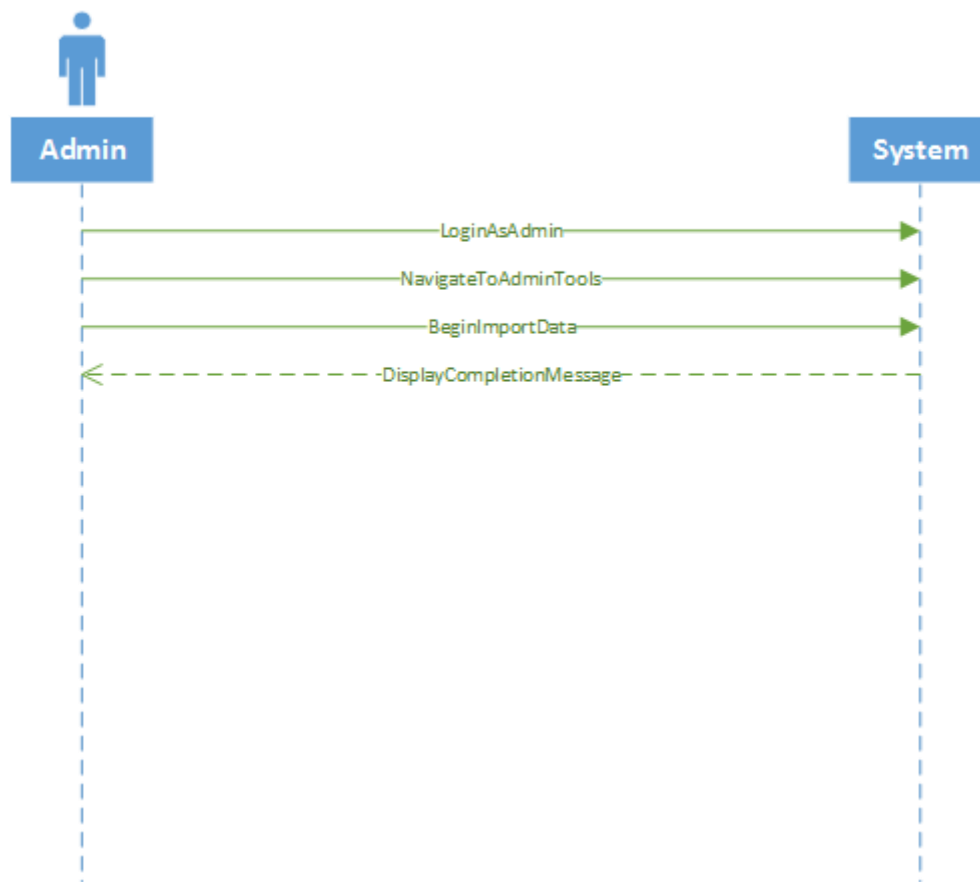 Admin
System
LoginAsAdmin
NavigateToAdminTools
BeginImportData
DisplayCompletionMessage